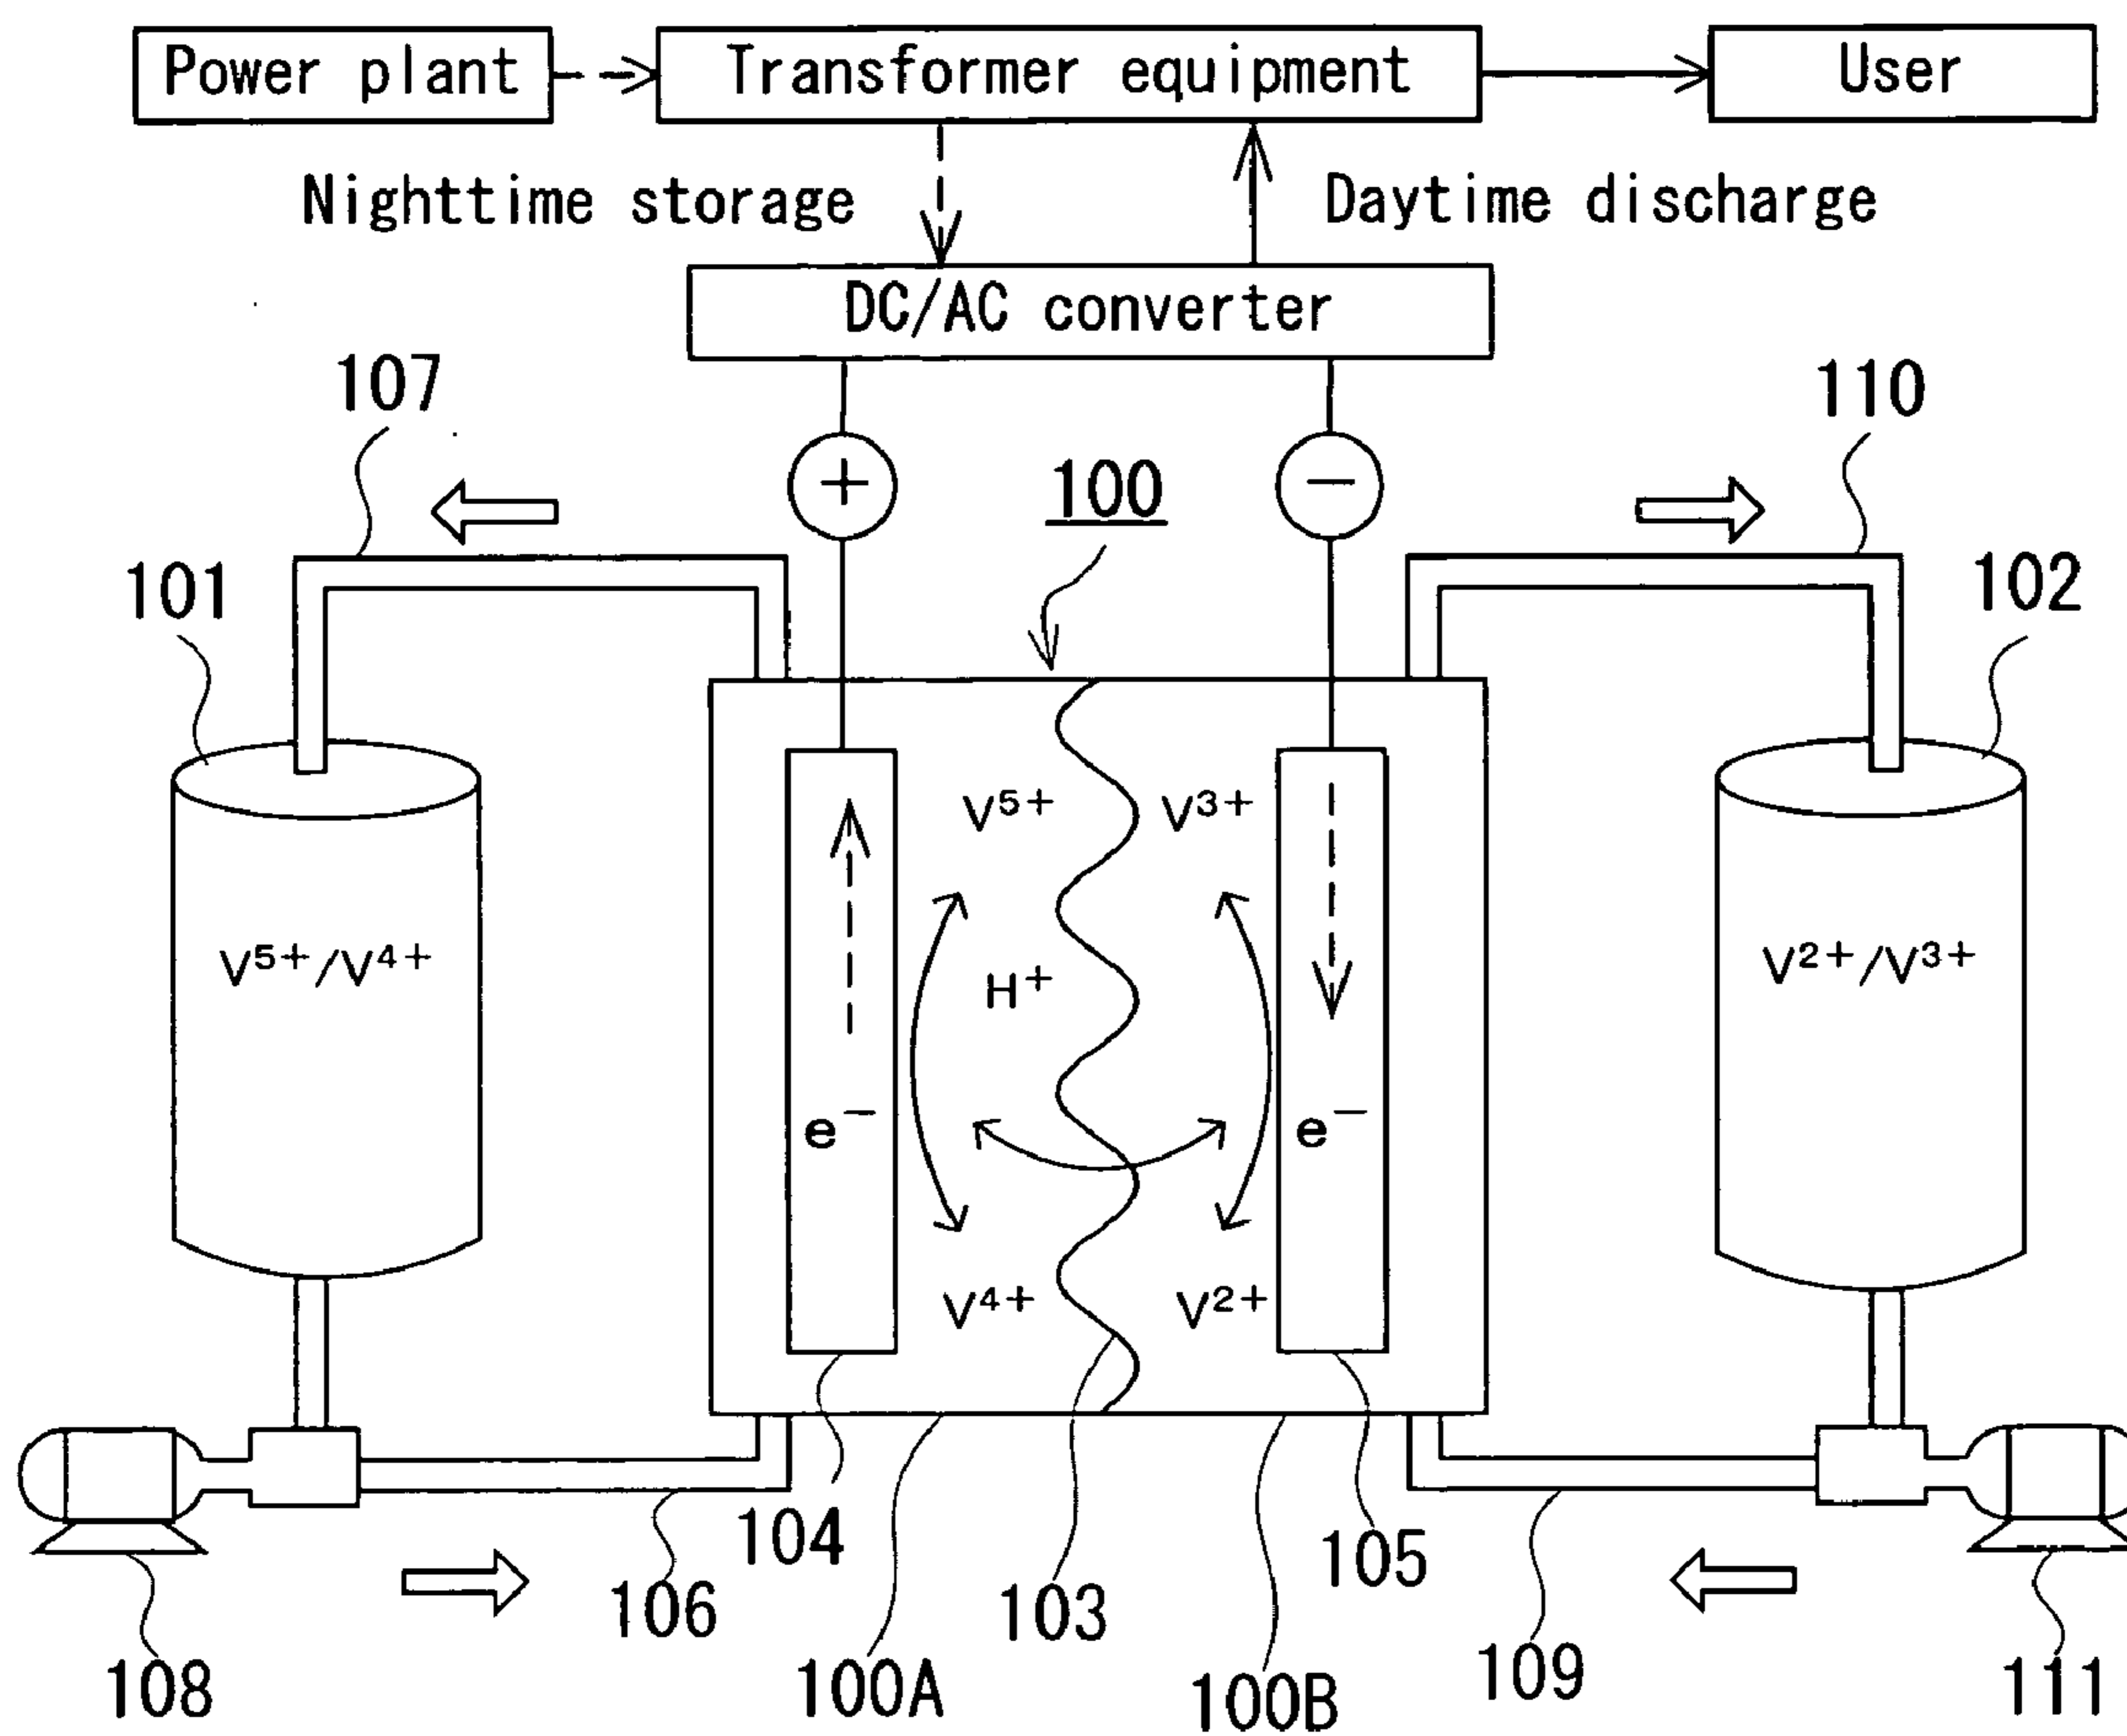 Power plant
Transformer equipment
User
Nighttime storage
Daytime discharge
DC/AC converter
107
110
+
100
−
101
102
V⁵⁺
V³⁺
V⁵⁺/V⁴⁺
H⁺
V²⁺/V³⁺
e⁻
e⁻
V⁴⁺
V²⁺
104
105
106
103
109
108
100A
100B
111